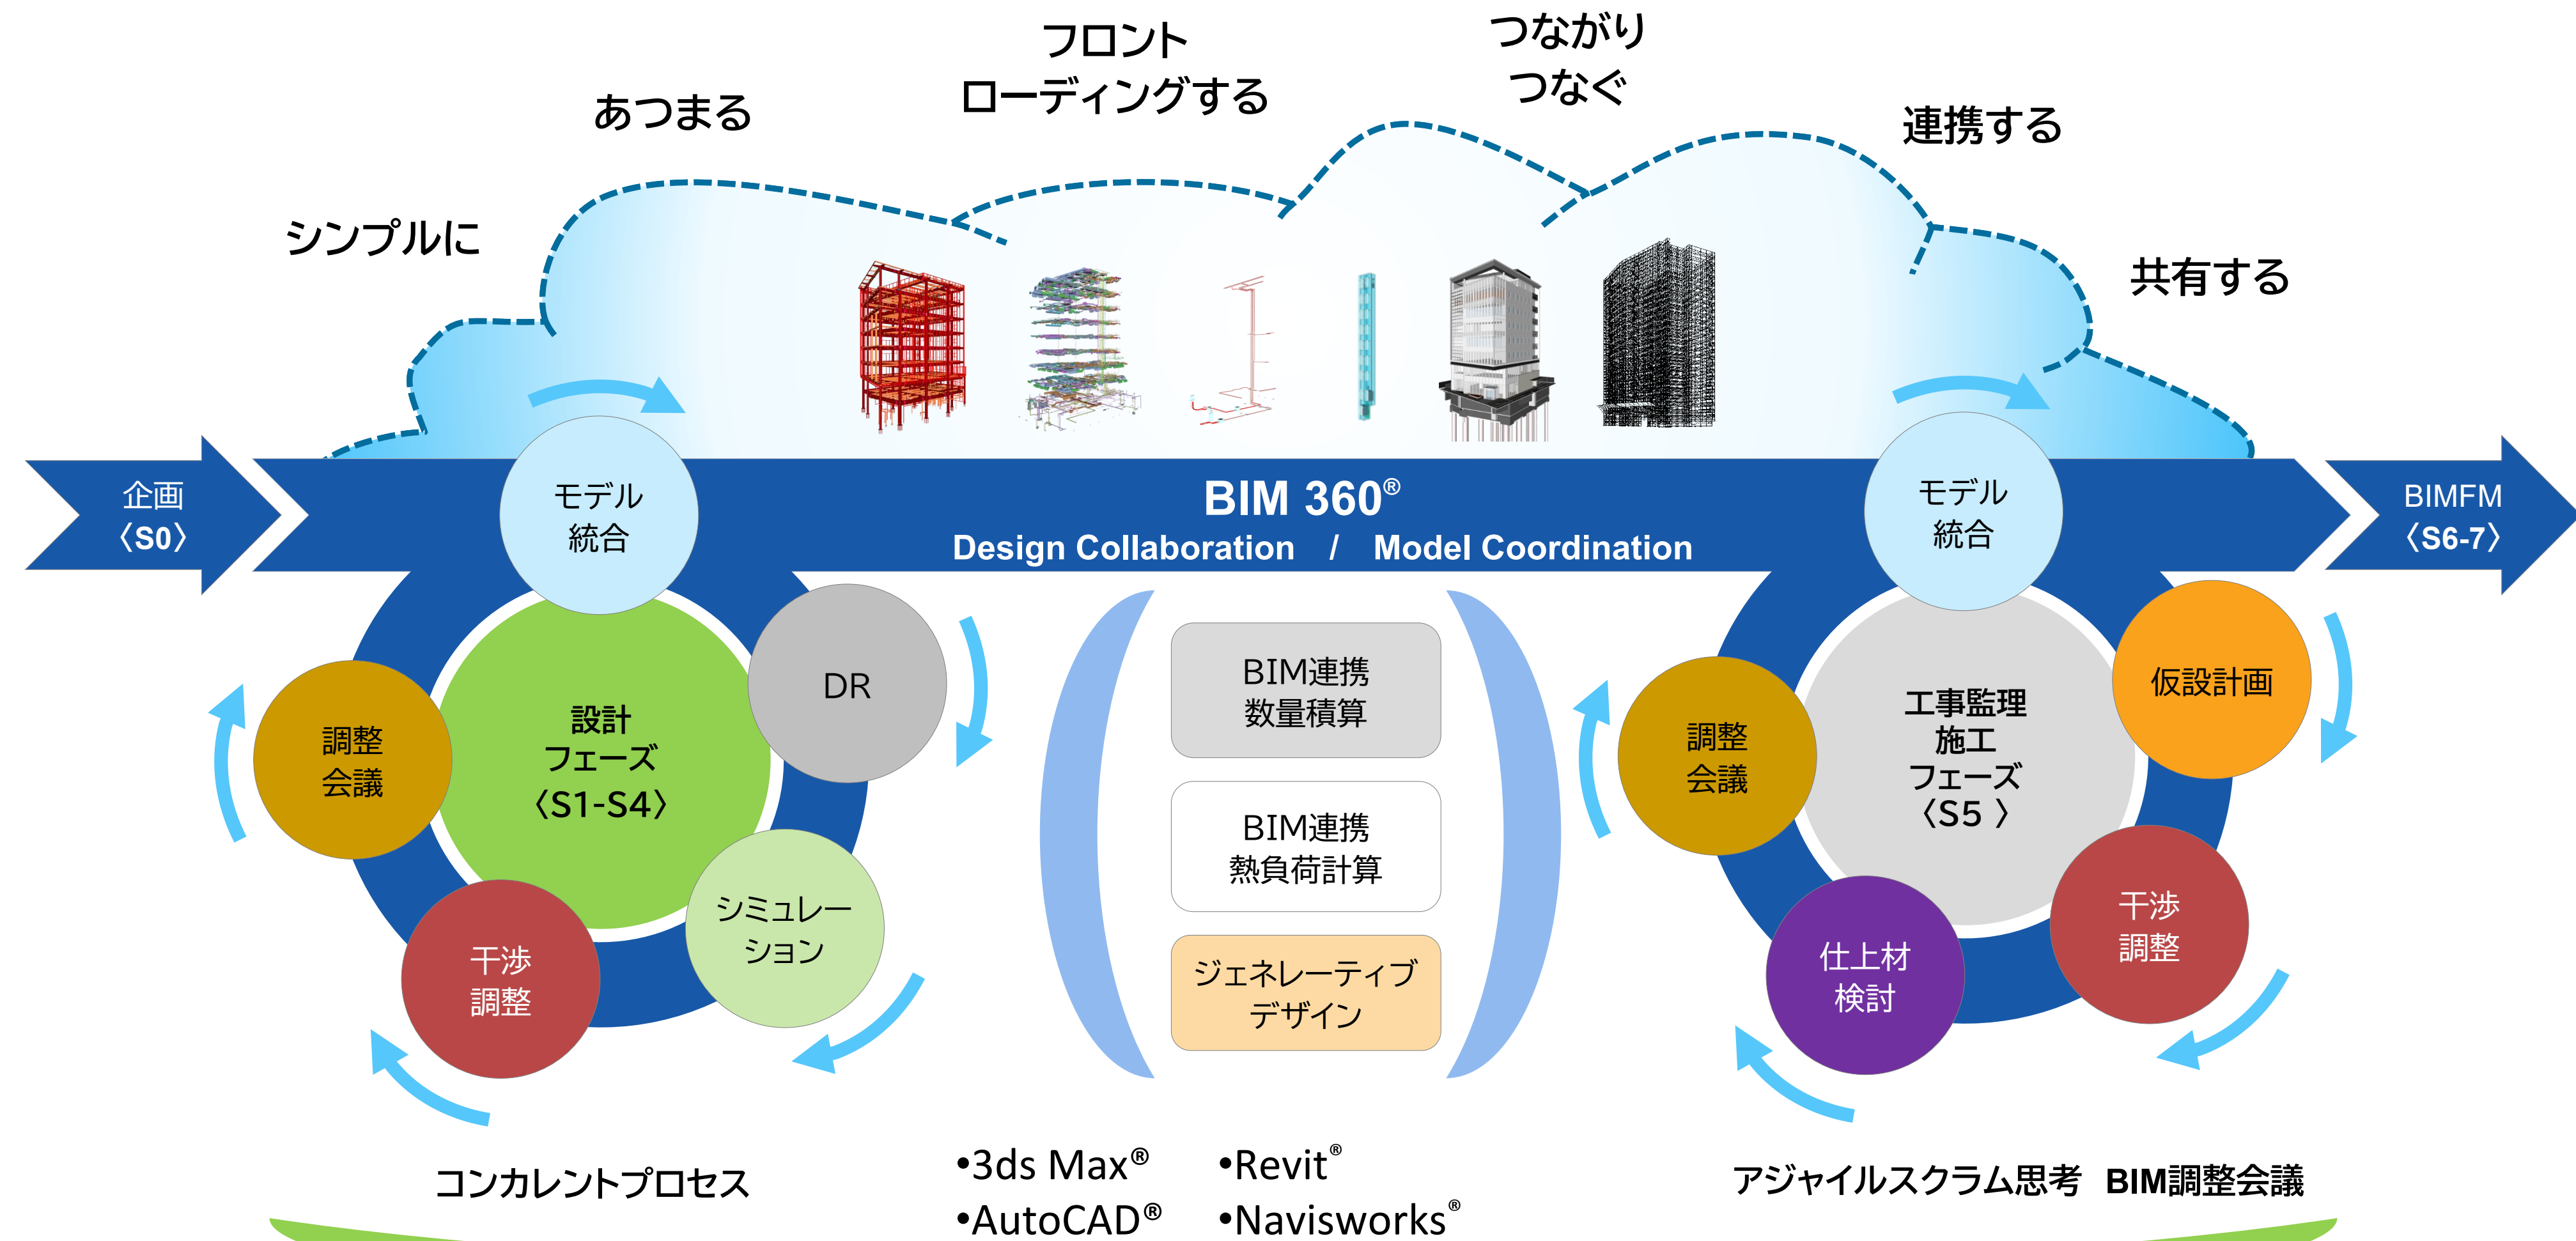 フロント
ローディングする
つながり
つなぐ
あつまる
連携する
シンプルに
共有する
企画
〈S0〉
モデル
統合
BIM 360®
Design Collaboration / Model Coordination
モデル
統合
BIMFM
〈S6-7〉
DR
調整
会議
設計
フェーズ
〈S1-S4〉
シミュレー
ション
干渉
調整
BIM連携
数量積算
BIM連携
熱負荷計算
ジェネレーティブ
デザイン
仮設計画
調整
会議
工事監理
施工
フェーズ
〈S5 〉
干渉
調整
仕上材
検討
コンカレントプロセス
•3ds Max®
•AutoCAD®
•Revit®
•Navisworks®
アジャイルスクラム思考 BIM調整会議